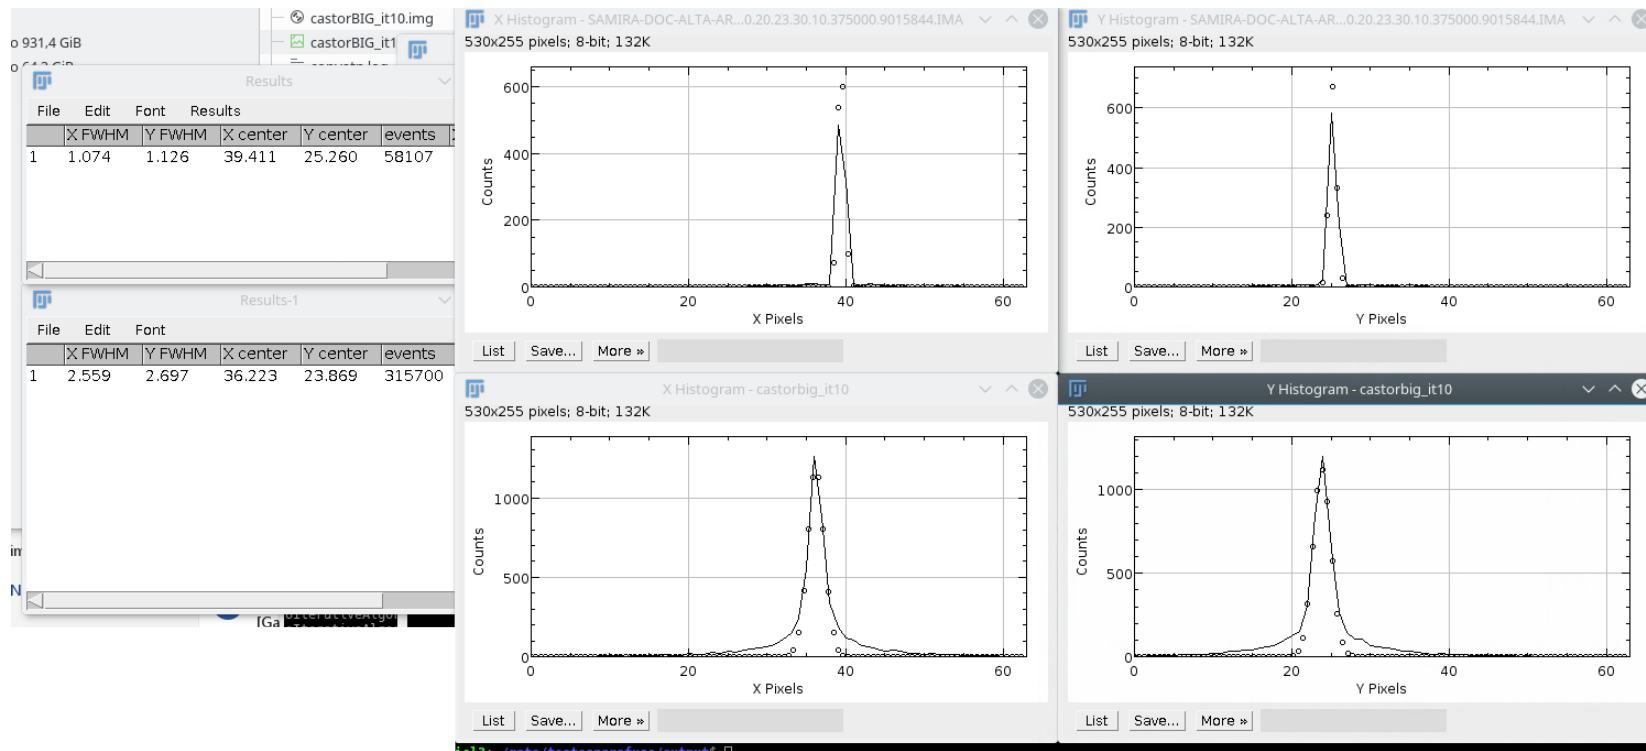 castorBIG_it10.img
o 931,4 GiB
castorBIG_it1
Results
File Edit Font Results
X FWHM Y FWHM X center Y center events
1 1.074 1.126 39.411 25.260 58107
Results-1
File Edit Font
X FWHM Y FWHM X center Y center events
1 2.559 2.697 36.223 23.869 315700
N
[Ga
X Histogram - SAMIRA-DOC-ALTA-AR...0.20.23.30.10.375000.9015844.IMA
530x255 pixels; 8-bit; 132K
600
400
200
0
Counts
0 20 40 60
X Pixels
List Save... More »
Y Histogram - SAMIRA-DOC-ALTA-AR...0.20.23.30.10.375000.9015844.IMA
530x255 pixels; 8-bit; 132K
600
400
200
0
Counts
0 20 40 60
Y Pixels
List Save... More »
X Histogram - castorbig_it10
530x255 pixels; 8-bit; 132K
1000
500
0
Counts
0 20 40 60
X Pixels
List Save... More »
Y Histogram - castorbig_it10
530x255 pixels; 8-bit; 132K
1000
500
0
Counts
0 20 40 60
Y Pixels
List Save... More »